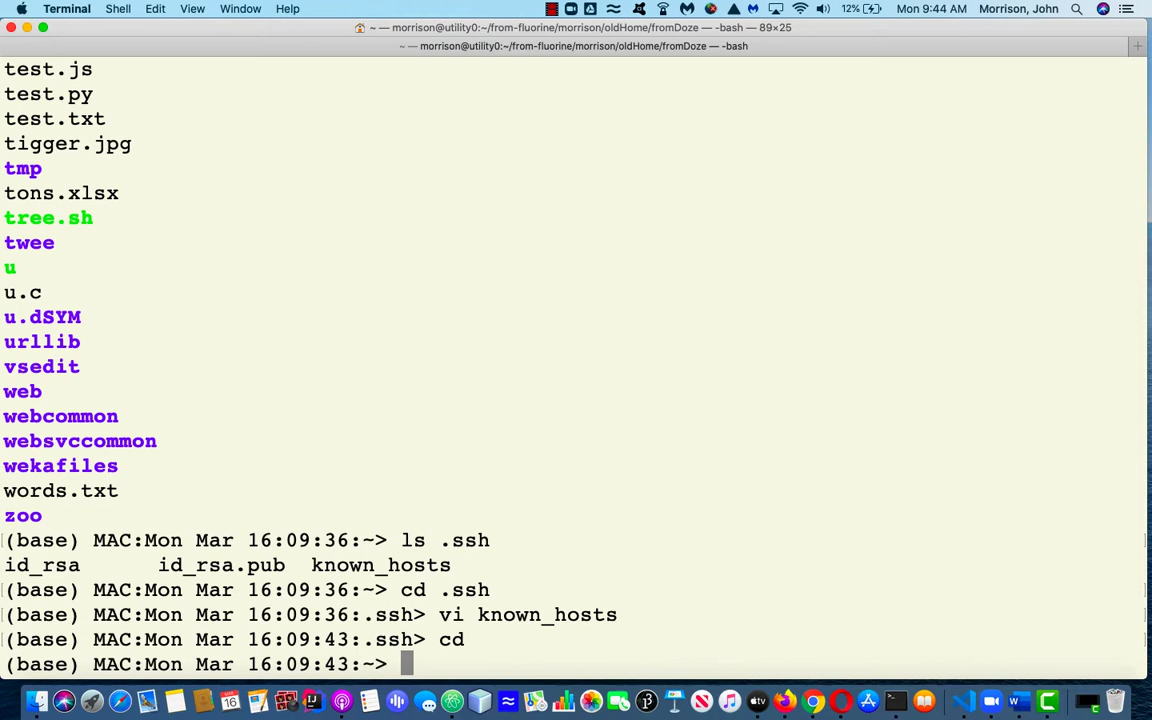 Terminal Shell Edit View Window Help 12% Mon 9:44 AM Morrison, John
~ — morrison@utility0:~/from-fluorine/morrison/oldHome/fromDoze — -bash — 89×25
~ — morrison@utility0:~/from-fluorine/morrison/oldHome/fromDoze — -bash
test.js
test.py
test.txt
tigger.jpg
tmp
tons.xlsx
tree.sh
twee
u
u.c
u.dSYM
urllib
vsedit
web
webcommon
websvccommon
wekafiles
words.txt
zoo
(base) MAC:Mon Mar 16:09:36:~> ls .ssh
id_rsa id_rsa.pub known_hosts
(base) MAC:Mon Mar 16:09:36:~> cd .ssh
(base) MAC:Mon Mar 16:09:36:.ssh> vi known_hosts
(base) MAC:Mon Mar 16:09:43:.ssh> cd
(base) MAC:Mon Mar 16:09:43:~>
16